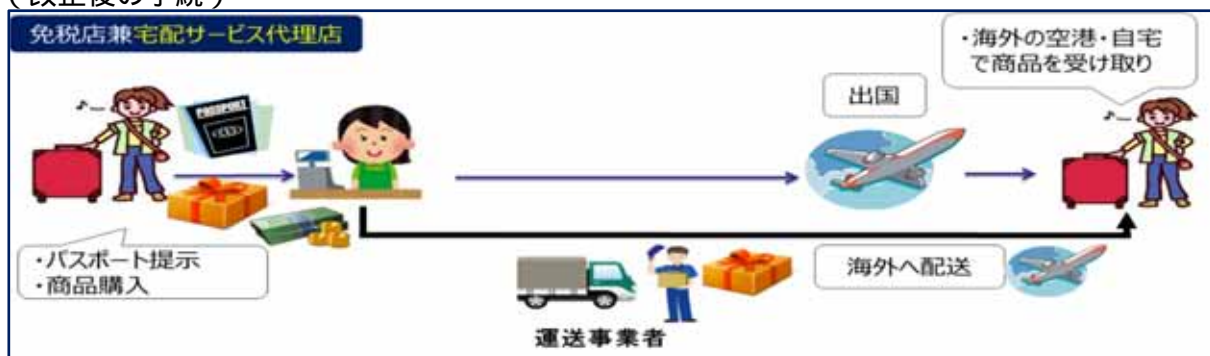 (改正後の手続)
免税店兼宅配サービス代理店
・海外の空港・自宅
で商品を受け取り
出国
PASSPORT
・パスポート提示
・商品購入
海外へ配送
運送事業者